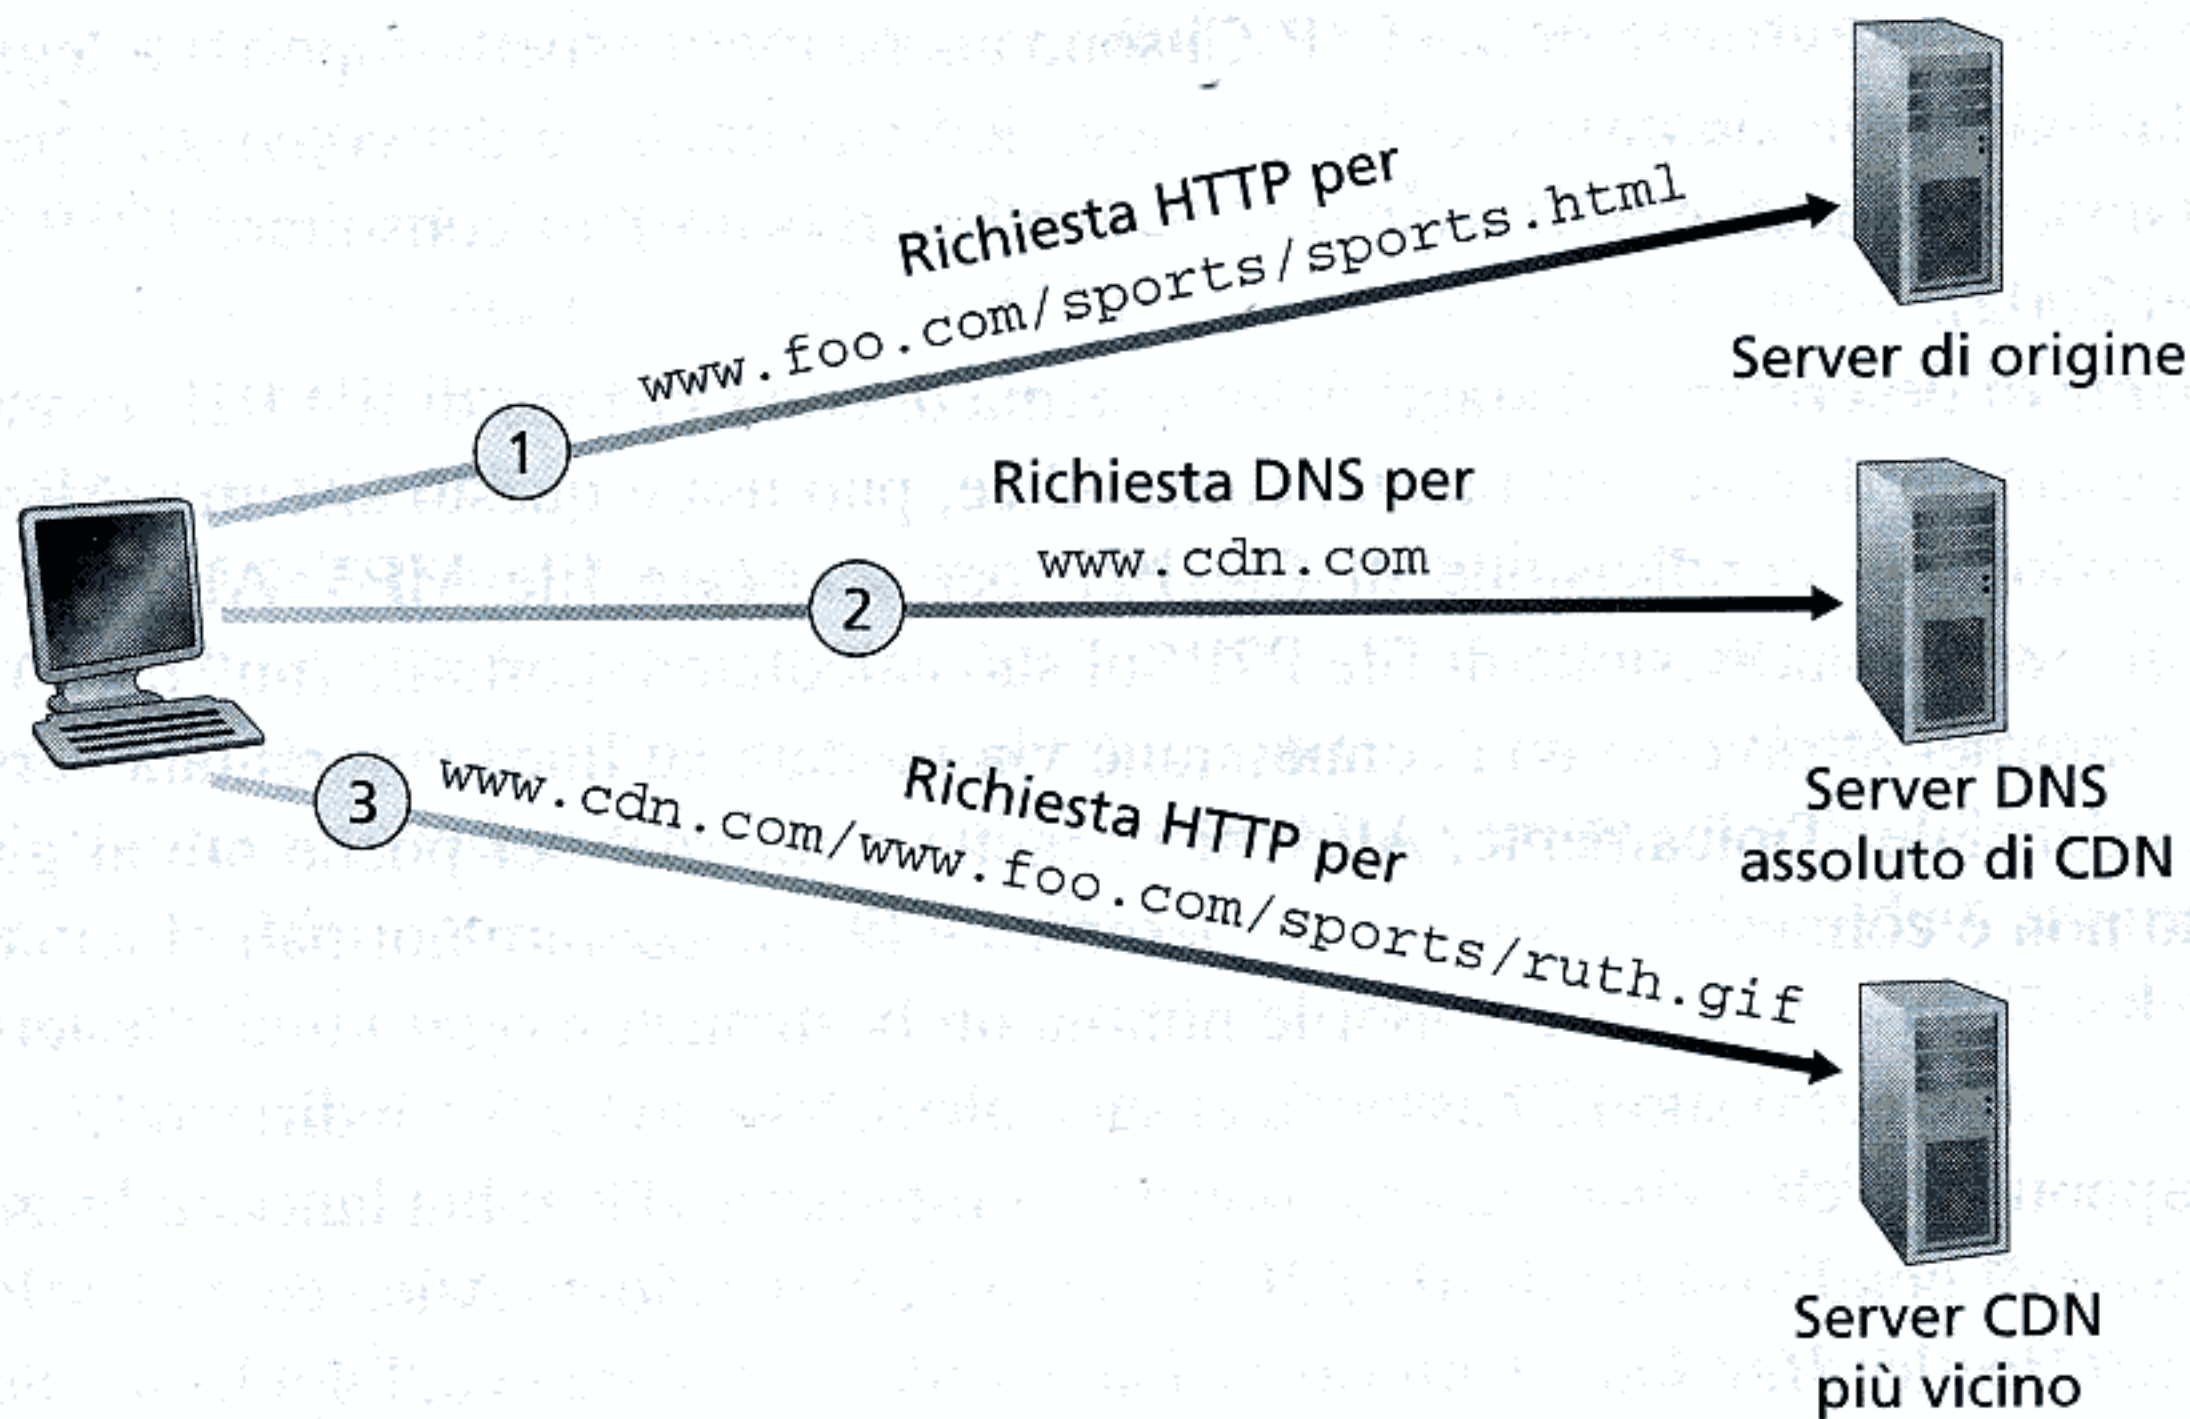 Richiesta HTTP per
www.foo.com/sports/sports.html
Server di origine
1
Richiesta DNS per
www.cdn.com
2
Server DNS
assoluto di CDN
3
Richiesta HTTP per
www.cdn.com/www.foo.com/sports/ruth.gif
Server CDN
più vicino